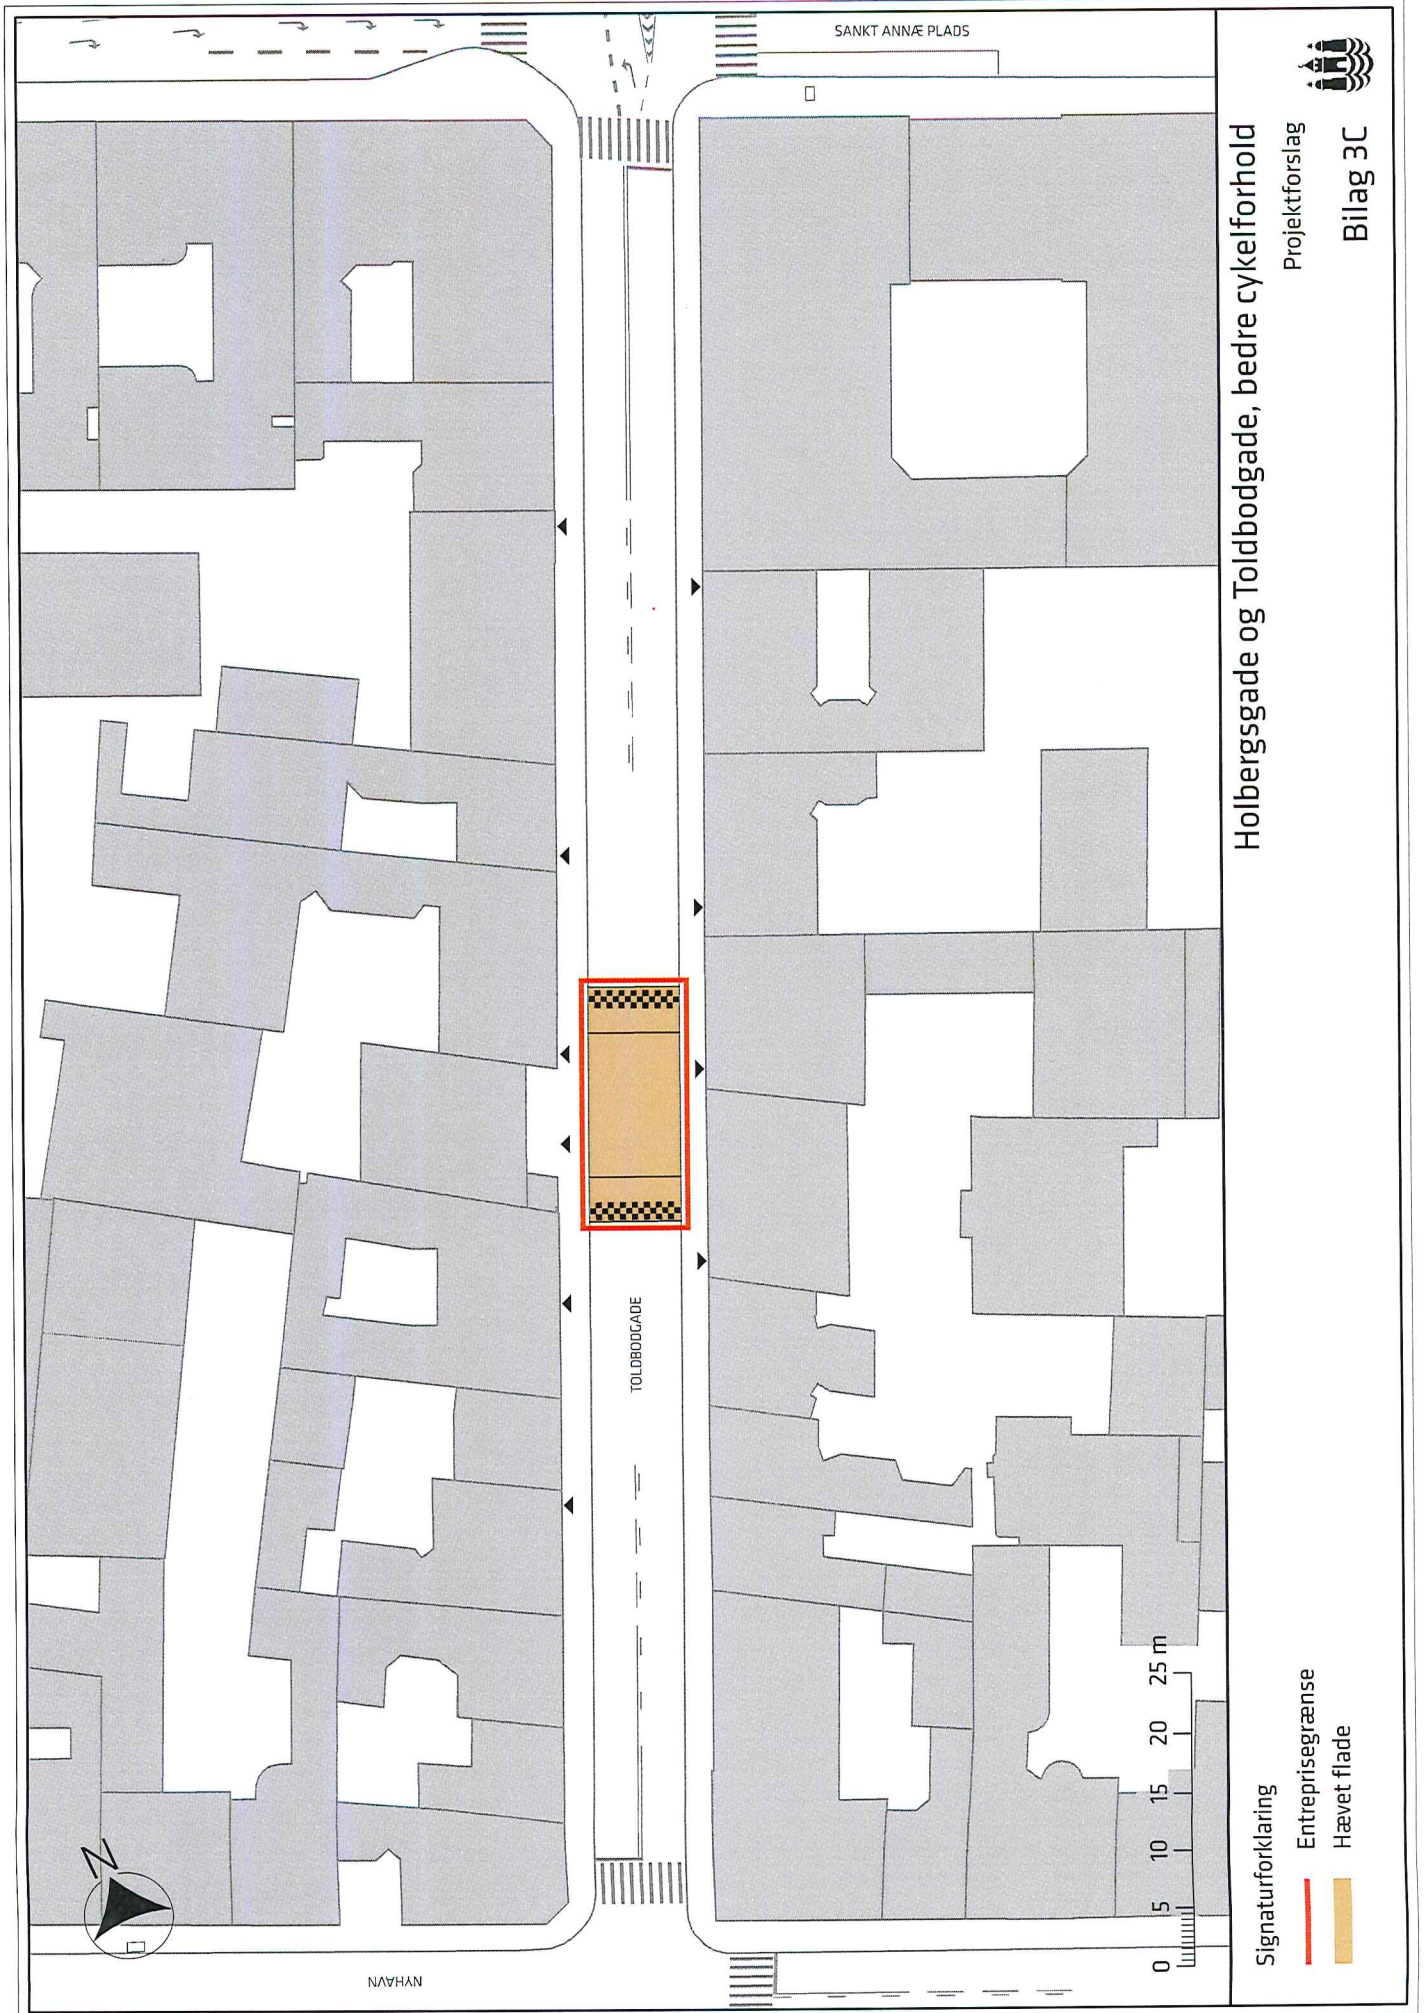 SANKT ANNÆ PLADS
TOLDBODGADE
NYHAVN
N
0 5 10 15 20 25 m
Holbergsgade og Toldbodgade, bedre cykelforhold
Projektforslag
Bilag 3C
Signaturforklaring
Entreprisegrænse
Hævet flade